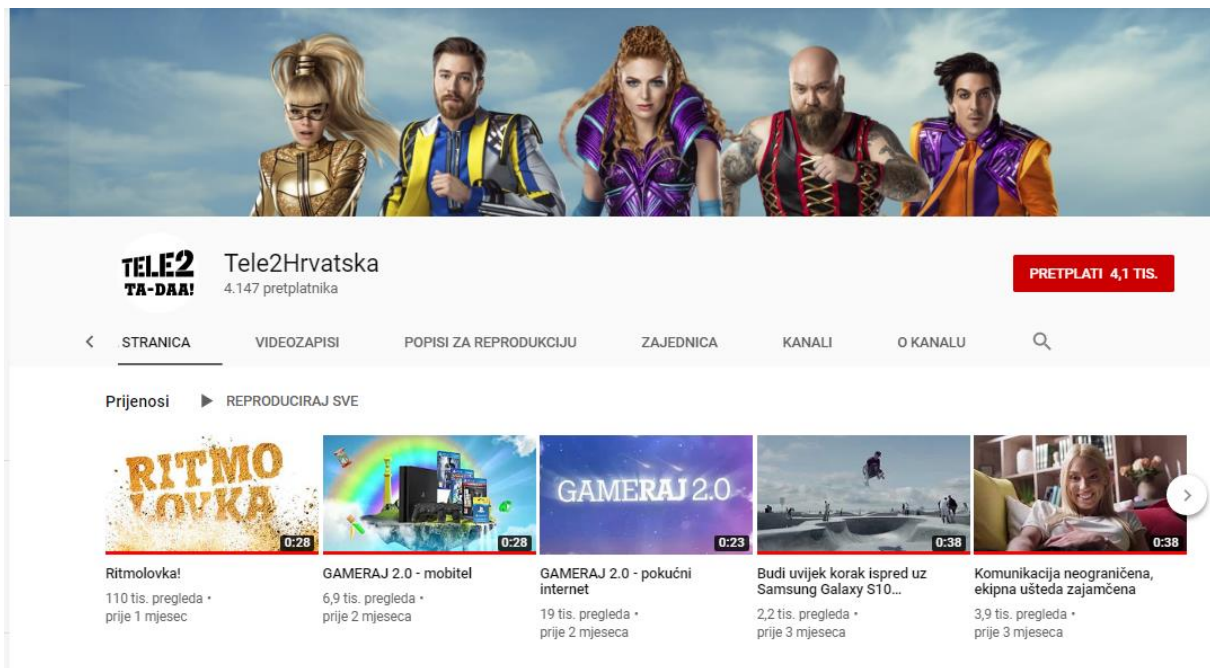 TELE2
TA-DAA!
Tele2Hrvatska
4.147 pretplatnika
PRETPLATI 4,1 TIS.
STRANICA
VIDEOZAPISI
POPISI ZA REPRODUKCIJU
ZAJEDNICA
KANALI
O KANALU
Prijenosi
REPRODUCIRAJ SVE
RITMO
LOVKA
0:28
0:28
GAMERAJ 2.0
0:23
0:38
0:38
Ritmolovka!
110 tis. pregleda •
prije 1 mjesec
GAMERAJ 2.0 - mobitel
6,9 tis. pregleda •
prije 2 mjeseca
GAMERAJ 2.0 - pokućni
internet
19 tis. pregleda •
prije 2 mjeseca
Budi uvijek korak ispred uz
Samsung Galaxy S10...
2,2 tis. pregleda •
prije 3 mjeseca
Komunikacija neograničena,
ekipna ušteda zajamčena
3,9 tis. pregleda •
prije 3 mjeseca